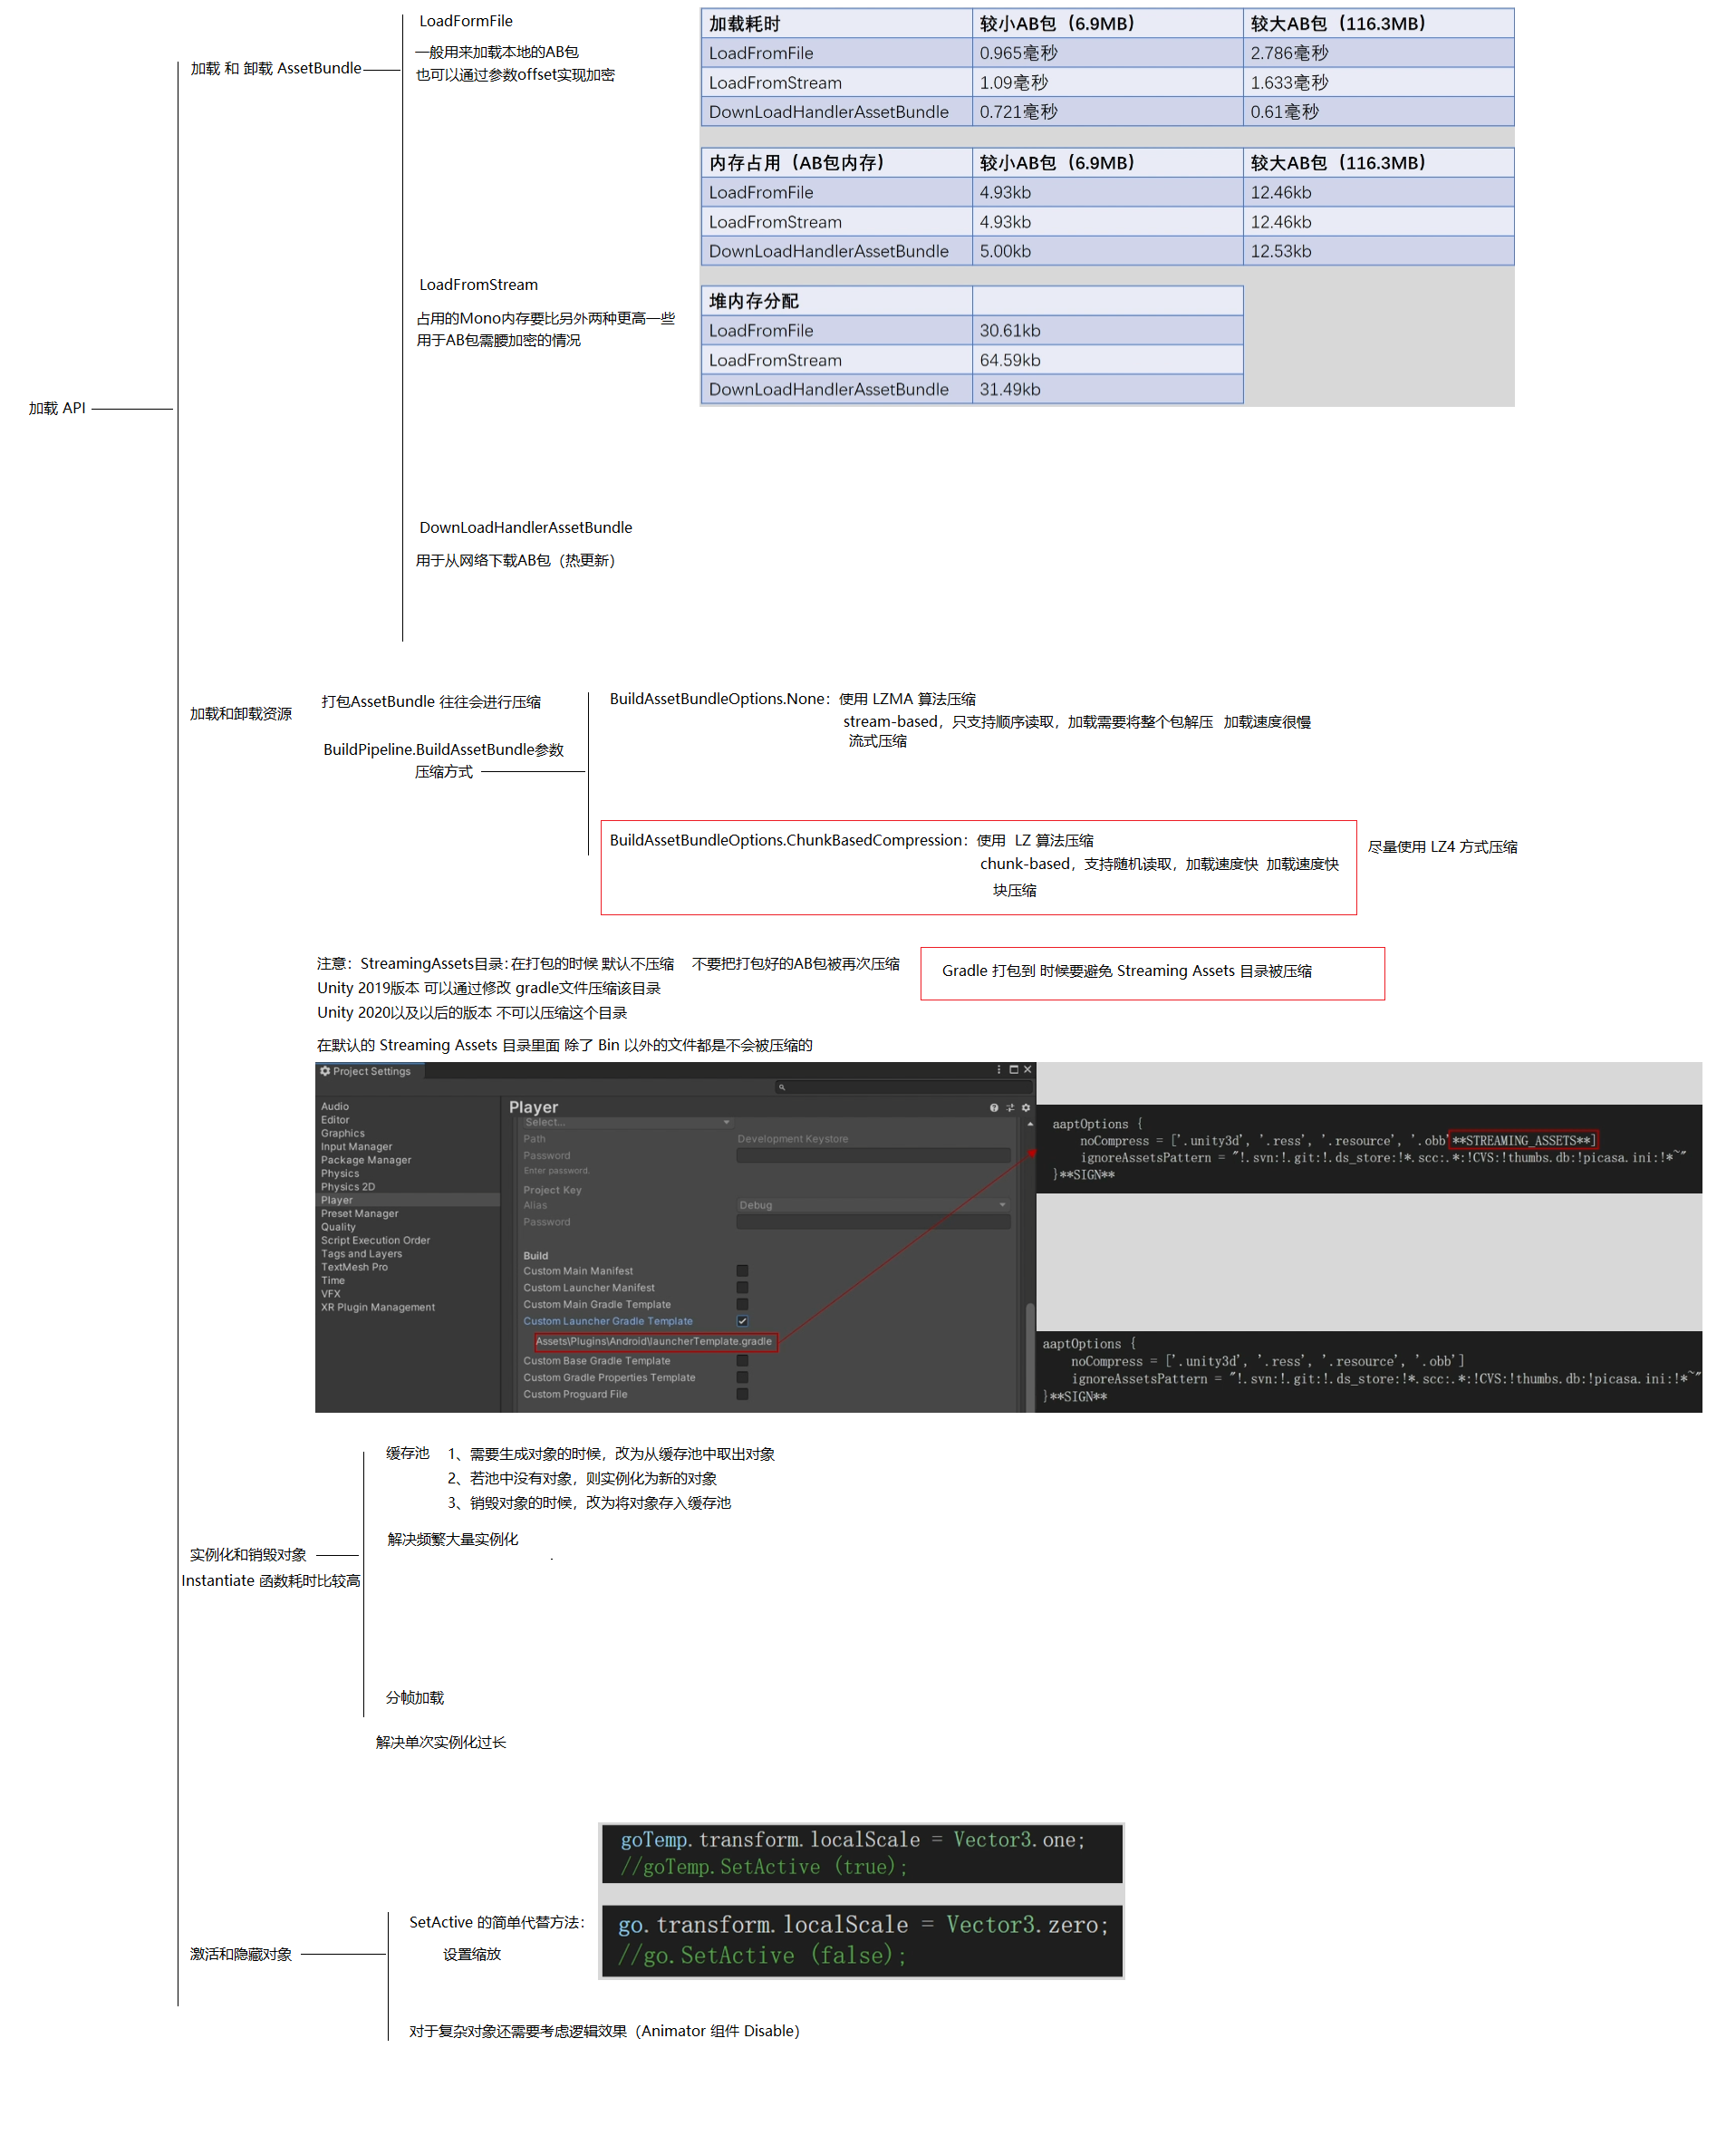 加载 API
加载 和 卸载 AssetBundle
LoadFormFile
一般用来加载本地的AB包
也可以通过参数offset实现加密
加载耗时 较小AB包（6.9MB） 较大AB包（116.3MB）
LoadFromFile 0.965毫秒 2.786毫秒
LoadFromStream 1.09毫秒 1.633毫秒
DownLoadHandlerAssetBundle 0.721毫秒 0.61毫秒
内存占用（AB包内存） 较小AB包（6.9MB） 较大AB包（116.3MB）
LoadFromFile 4.93kb 12.46kb
LoadFromStream 4.93kb 12.46kb
DownLoadHandlerAssetBundle 5.00kb 12.53kb
LoadFromStream
占用的Mono内存要比另外两种更高一些
用于AB包需腰加密的情况
堆内存分配
LoadFromFile 30.61kb
LoadFromStream 64.59kb
DownLoadHandlerAssetBundle 31.49kb
DownLoadHandlerAssetBundle
用于从网络下载AB包（热更新）
加载和卸载资源
打包AssetBundle 往往会进行压缩
BuildPipeline.BuildAssetBundle参数
压缩方式
BuildAssetBundleOptions.None：使用 LZMA 算法压缩
stream-based，只支持顺序读取，加载需要将整个包解压 加载速度很慢
流式压缩
BuildAssetBundleOptions.ChunkBasedCompression：使用 LZ 算法压缩
chunk-based，支持随机读取，加载速度快 加载速度快
块压缩
尽量使用 LZ4 方式压缩
注意：StreamingAssets目录:在打包的时候 默认不压缩 不要把打包好的AB包被再次压缩
Unity 2019版本 可以通过修改 gradle文件压缩该目录
Unity 2020以及以后的版本 不可以压缩这个目录
Gradle 打包到 时候要避免 Streaming Assets 目录被压缩
在默认的 Streaming Assets 目录里面 除了 Bin 以外的文件都是不会被压缩的
Project Settings
Audio
Editor
Graphics
Input Manager
Package Manager
Physics
Physics 2D
Player
Preset Manager
Quality
Script Execution Order
Tags and Layers
TextMesh Pro
Time
VFX
XR Plugin Management
Player
Select...
Path Development Keystore
Password
Enter password.
Project Key
Alias Debug
Password
Build
Custom Main Manifest
Custom Launcher Manifest
Custom Main Gradle Template
Custom Launcher Gradle Template
Assets\Plugins\Android\launcherTemplate.gradle
Custom Base Gradle Template
Custom Gradle Properties Template
Custom Proguard File
aaptOptions {
noCompress = ['.unity3d', '.ress', '.resource', '.obb'**STREAMING_ASSETS**]
ignoreAssetsPattern = "!.svn:!.git:!.ds_store:!*.scc:.*:!CVS:!thumbs.db:!picasa.ini:!*~"
}**SIGN**
aaptOptions {
noCompress = ['.unity3d', '.ress', '.resource', '.obb']
ignoreAssetsPattern = "!.svn:!.git:!.ds_store:!*.scc:.*:!CVS:!thumbs.db:!picasa.ini:!*~"
}**SIGN**
实例化和销毁对象
Instantiate 函数耗时比较高
缓存池
1、需要生成对象的时候，改为从缓存池中取出对象
2、若池中没有对象，则实例化为新的对象
3、销毁对象的时候，改为将对象存入缓存池
解决频繁大量实例化
.
分帧加载
解决单次实例化过长
激活和隐藏对象
SetActive 的简单代替方法：
设置缩放
goTemp.transform.localScale = Vector3.one;
//goTemp.SetActive (true);
go.transform.localScale = Vector3.zero;
//go.SetActive (false);
对于复杂对象还需要考虑逻辑效果（Animator 组件 Disable）